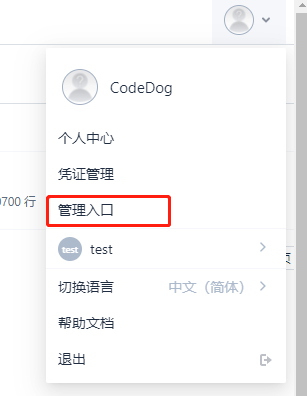 CodeDog
个人中心
凭证管理
0700 行
管理入口
test test
页
切换语言 中文（简体）
帮助文档
退出